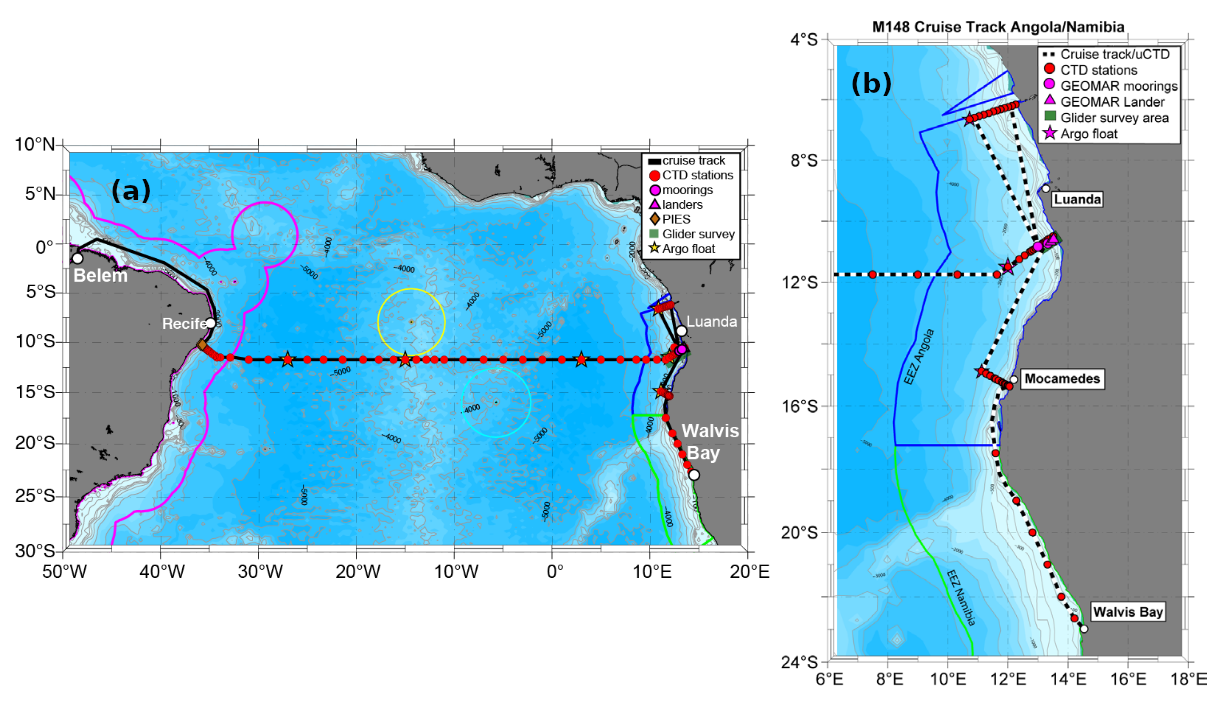 M148 Cruise Track Angola/Namibia
(a)
cruise track
CTD stations
moorings
landers
PIES
Glider survey
Argo float
10°N
5°N
0°
5°S
10°S
15°S
20°S
25°S
30°S
50°W
40°W
30°W
20°W
10°W
0°
10°E
20°E
Belem
Recife
Luanda
Walvis
Bay
-4000
-5000
-4000
-4000
-5000
-5000
-4000
-4000
-5000
-5000
-5000
-4000
-4000
(b)
Cruise track/uCTD
CTD stations
GEOMAR moorings
GEOMAR Lander
Glider survey area
Argo float
4°S
8°S
12°S
16°S
20°S
24°S
6°E
8°E
10°E
12°E
14°E
16°E
18°E
Luanda
Mocamedes
Walvis Bay
EEZ Angola
EEZ Namibia